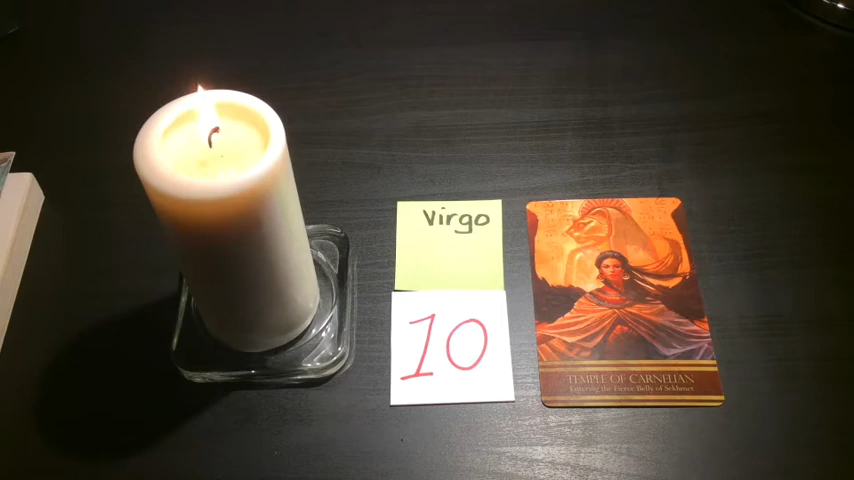 Virgo
10
TEMPLE OF CARNELIAN
Entering the Fierce Belly of Sekhmet